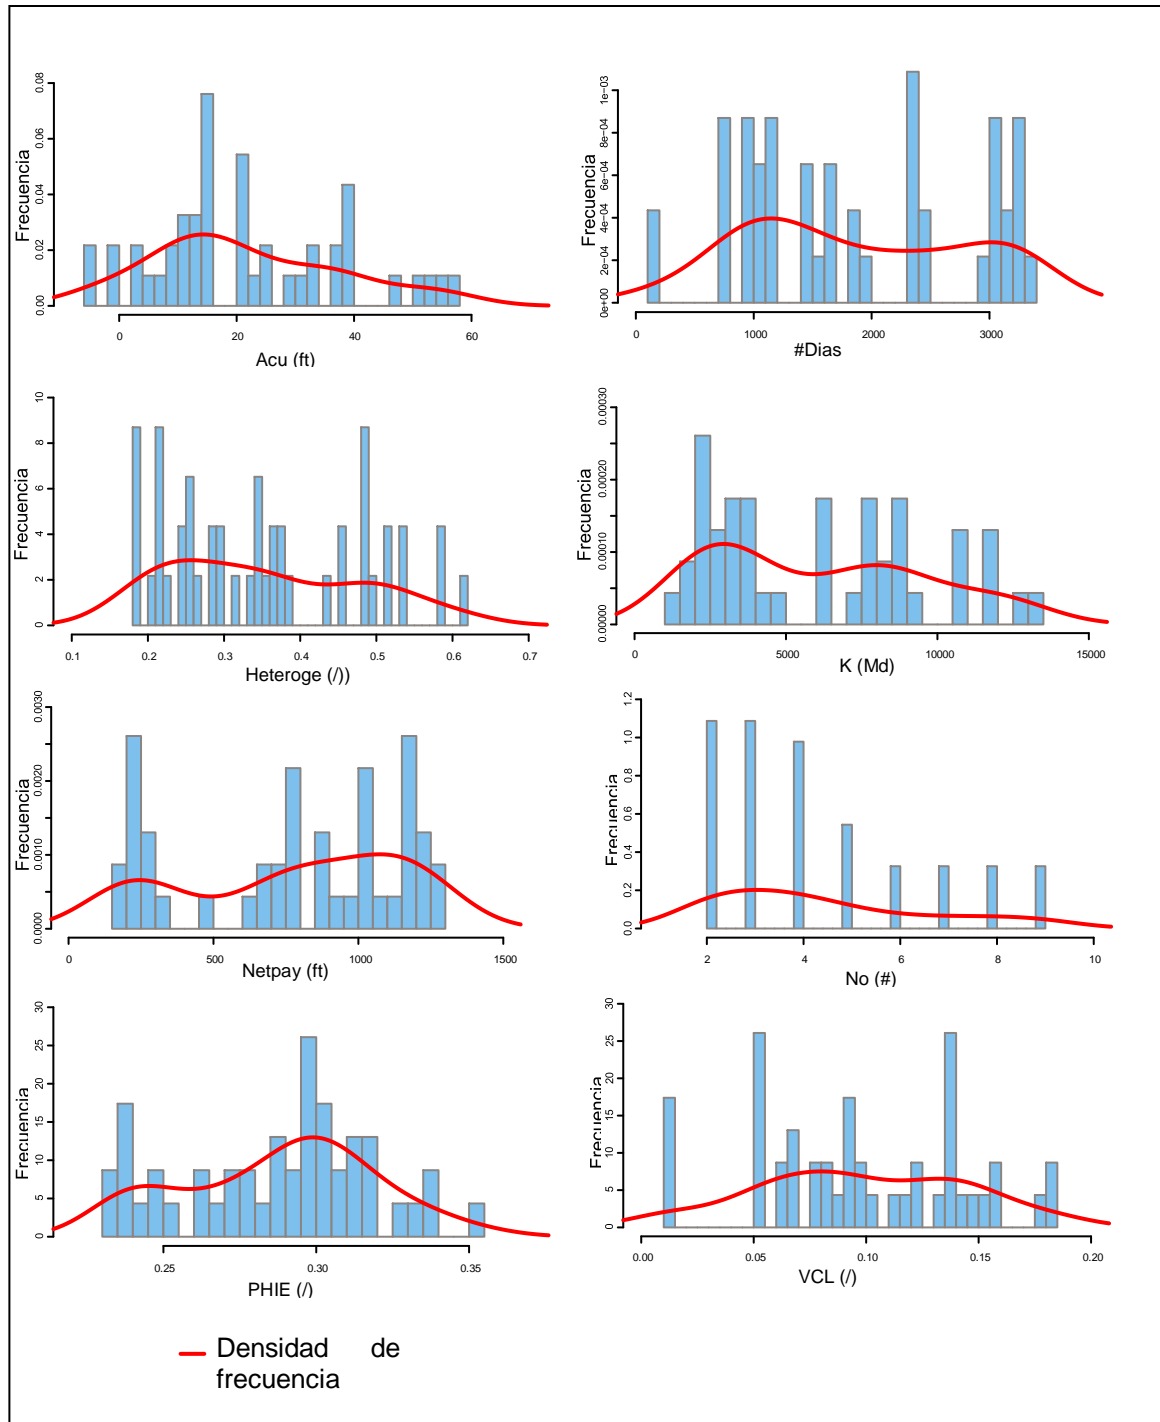 Frecuencia
0.00 0.02 0.04 0.06 0.08
0 20 40 60
Acu (ft)
Frecuencia
0e+00 2e-04 4e-04 6e-04 8e-04 1e-03
0 1000 2000 3000
#Dias
Frecuencia
0 2 4 6 8 10
0.1 0.2 0.3 0.4 0.5 0.6 0.7
Heteroge (/))
Frecuencia
0.00000 0.00010 0.00020 0.00030
0 5000 10000 15000
K (Md)
Frecuencia
0.0000 0.0010 0.0020 0.0030
0 500 1000 1500
Netpay (ft)
Frecuencia
0.0 0.2 0.4 0.6 0.8 1.0 1.2
2 4 6 8 10
No (#)
Frecuencia
0 5 10 15 20 25 30
0.25 0.30 0.35
PHIE (/)
Frecuencia
0 5 10 15 20 25 30
0.00 0.05 0.10 0.15 0.20
VCL (/)
Densidad de
frecuencia